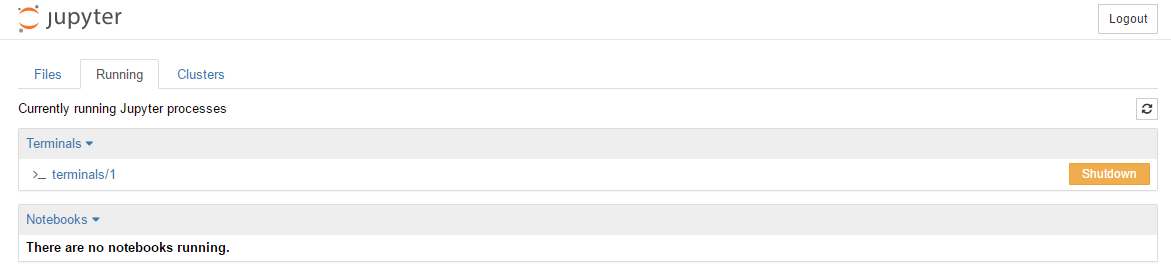 jupyter
Logout
Files Running Clusters
Currently running Jupyter processes
Terminals
>_ terminals/1 Shutdown
Notebooks
There are no notebooks running.